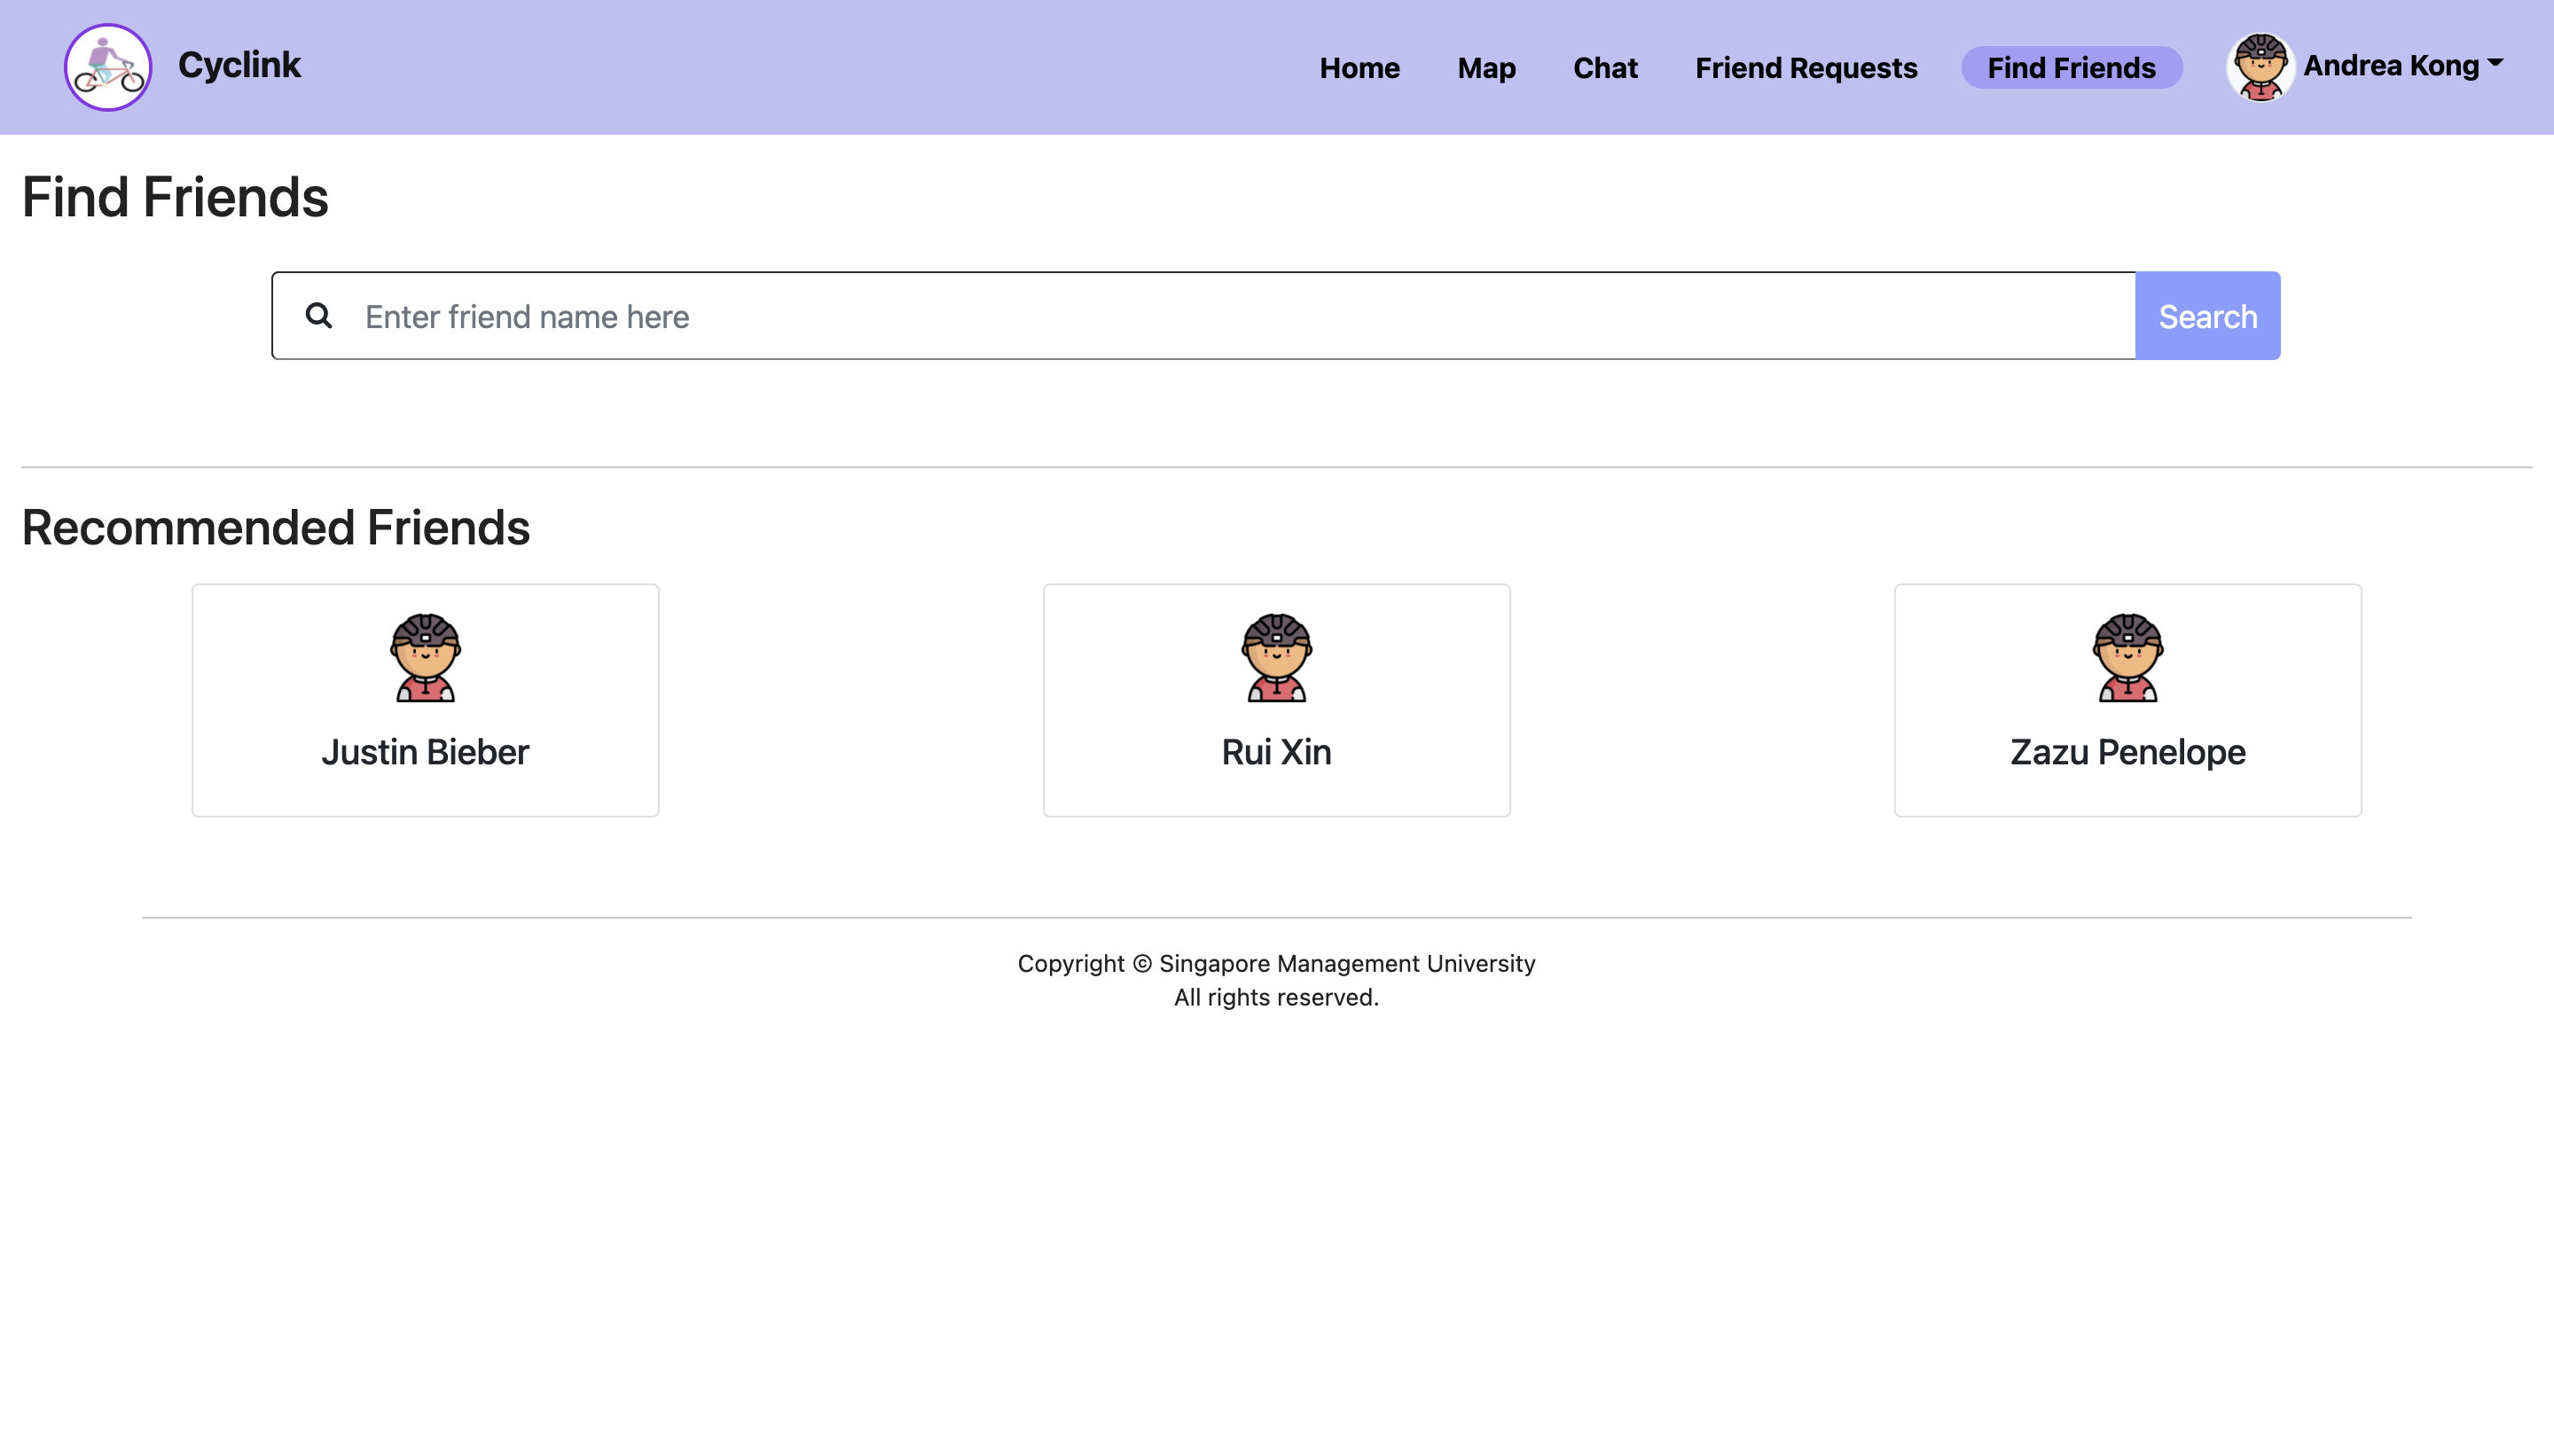 Cyclink
Home Map Chat Friend Requests Find Friends Andrea Kong
Find Friends
Enter friend name here
Search
Recommended Friends
Justin Bieber
Rui Xin
Zazu Penelope
Copyright © Singapore Management University
All rights reserved.